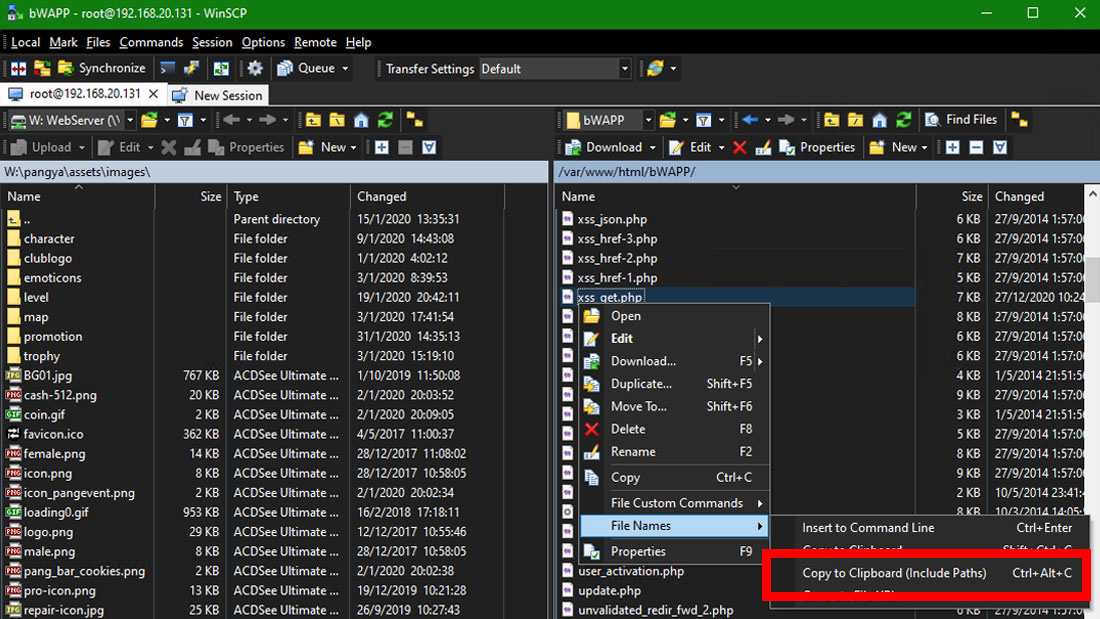 bWAPP - root@192.168.20.131 - WinSCP
Local Mark Files Commands Session Options Remote Help
Synchronize Queue Transfer Settings Default
root@192.168.20.131 New Session
W: WebServer (\\
Upload Edit Properties New
W:\pangya\assets\images\
Name Size Type Changed
.. Parent directory 15/1/2020 13:35:31
character File folder 9/1/2020 14:43:08
clublogo File folder 1/1/2020 4:02:12
emoticons File folder 3/1/2020 8:39:53
level File folder 19/1/2020 20:42:11
map File folder 3/1/2020 17:41:54
promotion File folder 31/1/2020 14:35:13
trophy File folder 3/1/2020 15:19:10
BG01.jpg 767 KB ACDSee Ultimate ... 1/10/2019 11:50:08
cash-512.png 20 KB ACDSee Ultimate ... 2/1/2020 20:03:52
coin.gif 2 KB ACDSee Ultimate ... 2/1/2020 20:09:05
favicon.ico 362 KB ACDSee Ultimate ... 4/5/2017 11:00:37
female.png 14 KB ACDSee Ultimate ... 28/12/2017 11:08:02
icon.png 8 KB ACDSee Ultimate ... 28/12/2017 10:58:05
icon_pangevent.png 2 KB ACDSee Ultimate ... 2/1/2020 20:02:34
loading0.gif 953 KB ACDSee Ultimate ... 16/2/2018 17:18:11
logo.png 29 KB ACDSee Ultimate ... 10/12/2017 10:55:46
male.png 12 KB ACDSee Ultimate ... 28/12/2017 10:58:05
pang_bar_cookies.png 3 KB ACDSee Ultimate ... 2/1/2020 20:02:34
pro-icon.png 13 KB ACDSee Ultimate ... 19/12/2019 10:21:28
repair-icon.jpg 64 KB ACDSee Ultimate ... 26/9/2019 10:27:43
bWAPP Find Files
Download Edit Properties New
/var/www/html/bWAPP/
Name Size Changed
xss_json.php 6 KB 27/9/2014 1:57:0
xss_href-3.php 6 KB 27/9/2014 1:57:0
xss_href-2.php 7 KB 27/9/2014 1:57:0
xss_href-1.php 5 KB 27/9/2014 1:57:0
xss_get.php 7 KB 27/12/2020 10:24
8 KB 27/9/2014 1:57:0
6 KB 27/9/2014 1:57:0
6 KB 27/9/2014 1:57:0
4 KB 1/5/2014 21:51:5
9 KB 27/9/2014 1:57:0
3 KB 1/5/2014 21:51:5
5 KB 27/9/2014 1:57:0
8 KB 27/9/2014 1:57:0
9 KB 27/9/2014 1:57:0
2 KB 10/5/2014 23:41:
8 KB 10/3/2014 14:05:
user_activation.php
update.php
unvalidated_redir_fwd_2.php 6 KB 27/9/2014 1:57:0
Open
Edit
Download... F5
Duplicate... Shift+F5
Move To... Shift+F6
Delete F8
Rename F2
Copy Ctrl+C
File Custom Commands
File Names
Properties F9
Insert to Command Line Ctrl+Enter
Copy to Clipboard (Include Paths) Ctrl+Alt+C